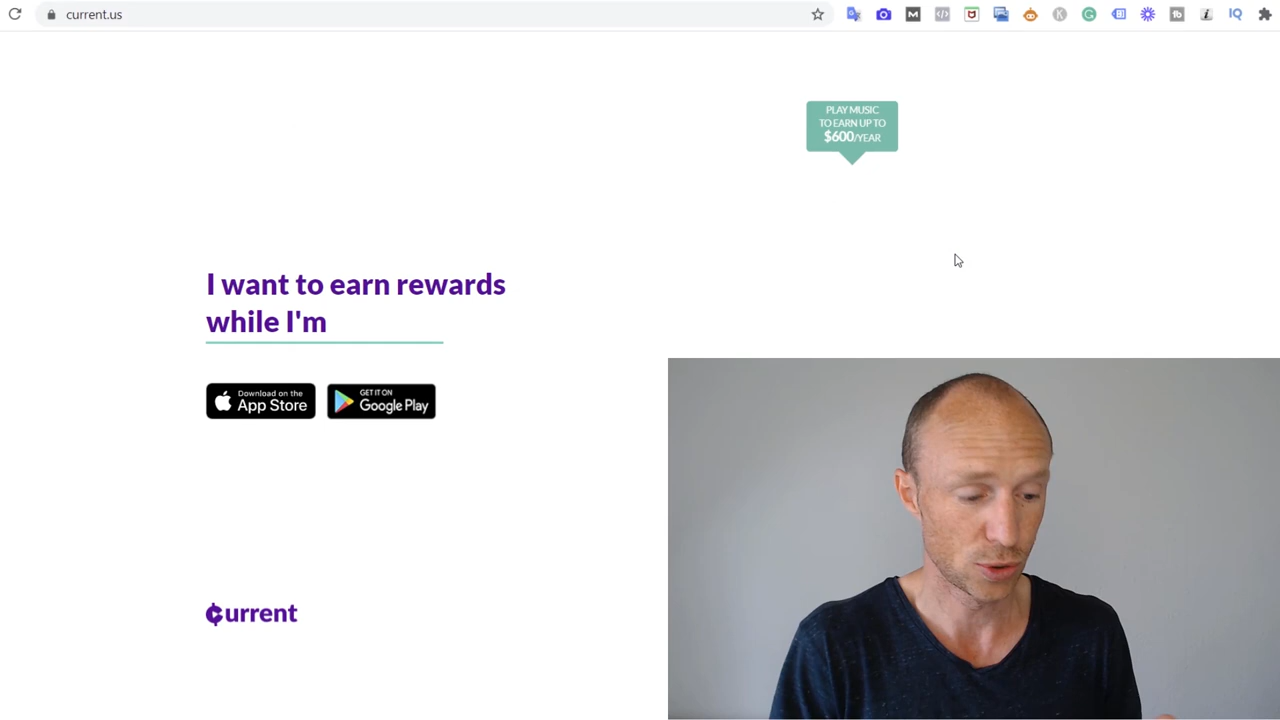 current.us
PLAY MUSIC
TO EARN UP TO
$600/YEAR
I want to earn rewards
while I'm
Download on the
App Store
GET IT ON
Google Play
¢urrent